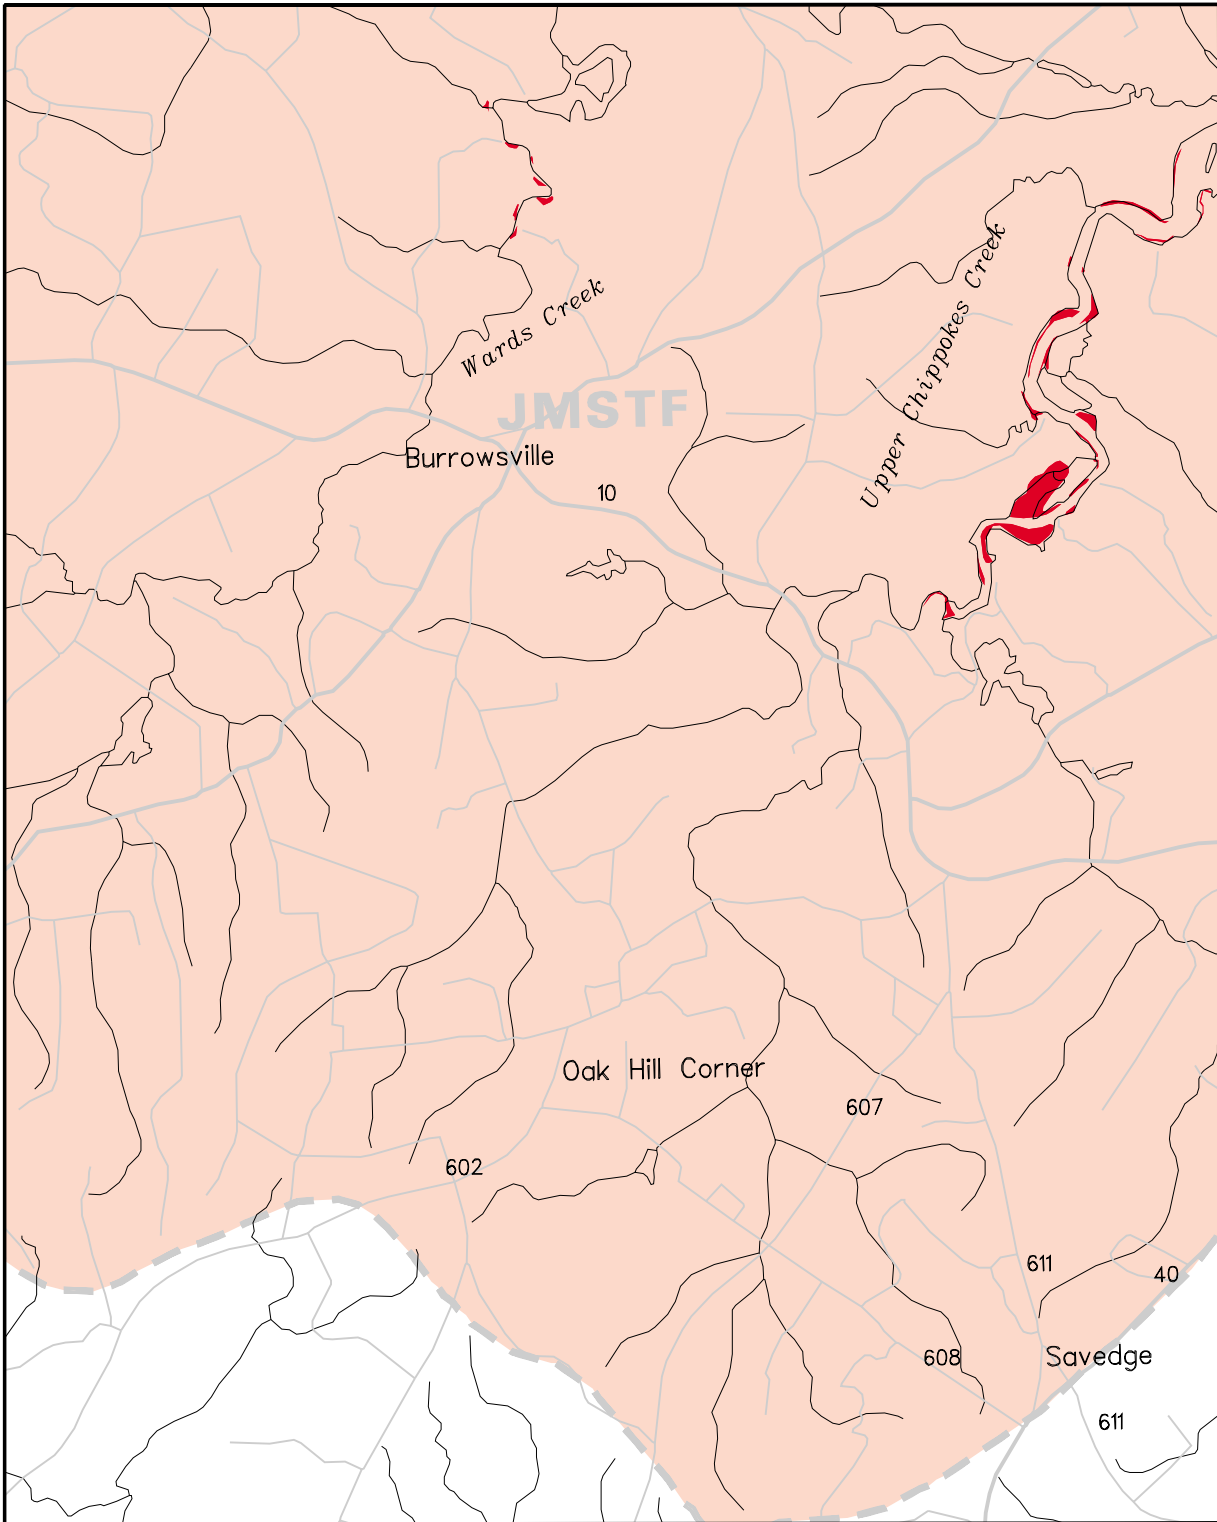 Upper Chippokes Creek
Wards Creek
JMSTF
Burrowsville
10
Oak Hill Corner
607
602
611
40
608
Savedge
611